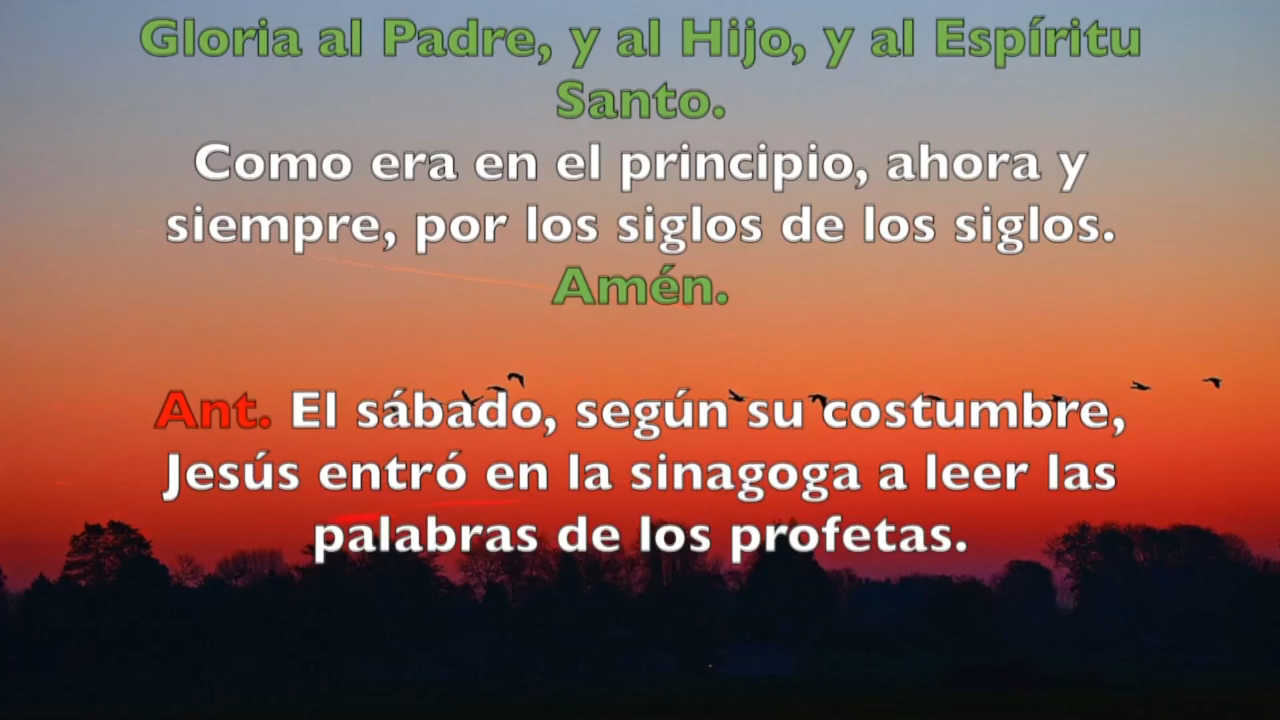 Gloria al Padre, y al Hijo, y al Espíritu
Santo.
Como era en el principio, ahora y
siempre, por los siglos de los siglos.
Amén.
Ant. El sábado, según su costumbre,
Jesús entró en la sinagoga a leer las
palabras de los profetas.